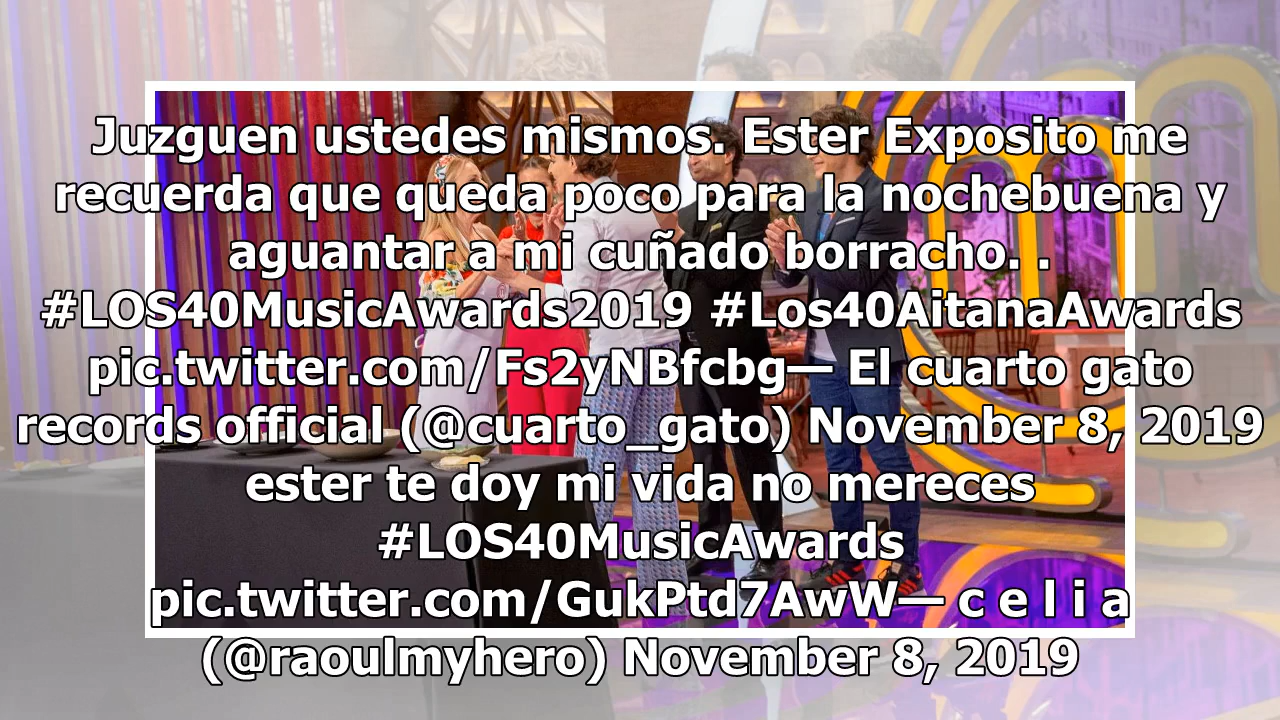 Juzguen ustedes mismos. Ester Exposito me
recuerda que queda poco para la nochebuena y
aguantar a mi cuñado borracho. .
#LOS40MusicAwards2019 #Los40AitanaAwards
pic.twitter.com/Fs2yNBfcbg— El cuarto gato
records official (@cuarto_gato) November 8, 2019
ester te doy mi vida no mereces
#LOS40MusicAwards
pic.twitter.com/GukPtd7AwW— c e l i a
(@raoulmyhero) November 8, 2019